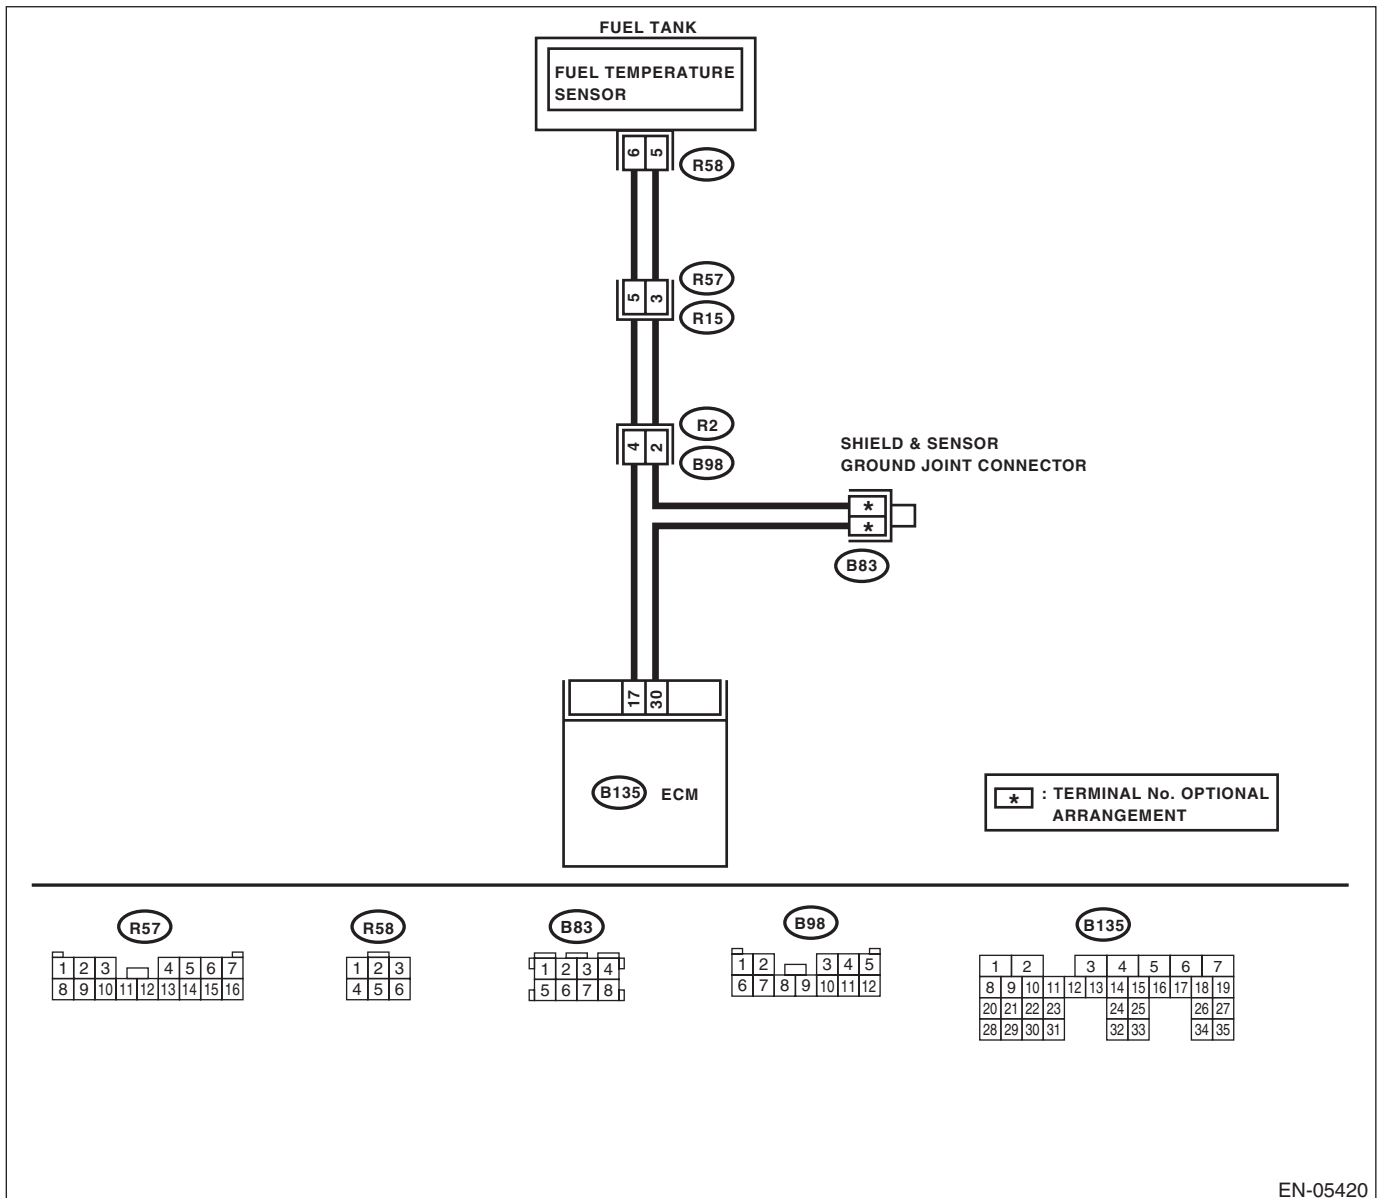 FUEL TANK
FUEL TEMPERATURE
SENSOR
6 5
R58
5 3
R57
R15
4 2
R2
B98
SHIELD & SENSOR
GROUND JOINT CONNECTOR
*
*
B83
17 30
B135 ECM
* : TERMINAL No. OPTIONAL
ARRANGEMENT
R57
1 2 3 4 5 6 7
8 9 10 11 12 13 14 15 16
R58
1 2 3
4 5 6
B83
1 2 3 4
5 6 7 8
B98
1 2 3 4 5
6 7 8 9 10 11 12
B135
1 2 3 4 5 6 7
8 9 10 11 12 13 14 15 16 17 18 19
20 21 22 23 24 25 26 27
28 29 30 31 32 33 34 35
EN-05420